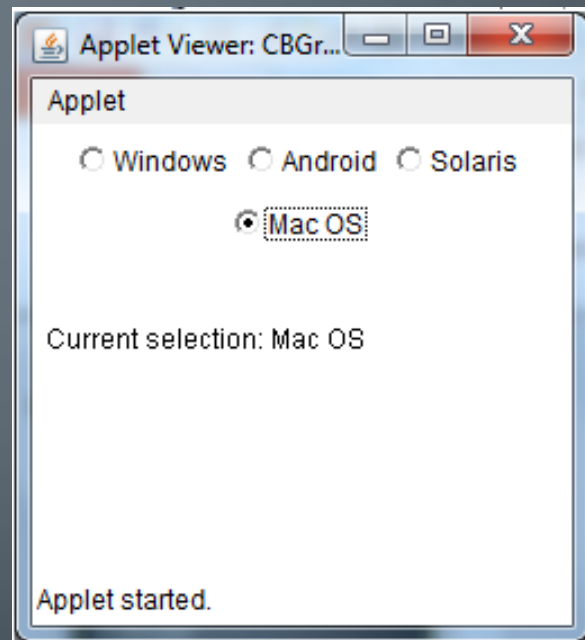 Applet Viewer: CBGr...
Applet
Windows Android Solaris
Mac OS
Current selection: Mac OS
Applet started.